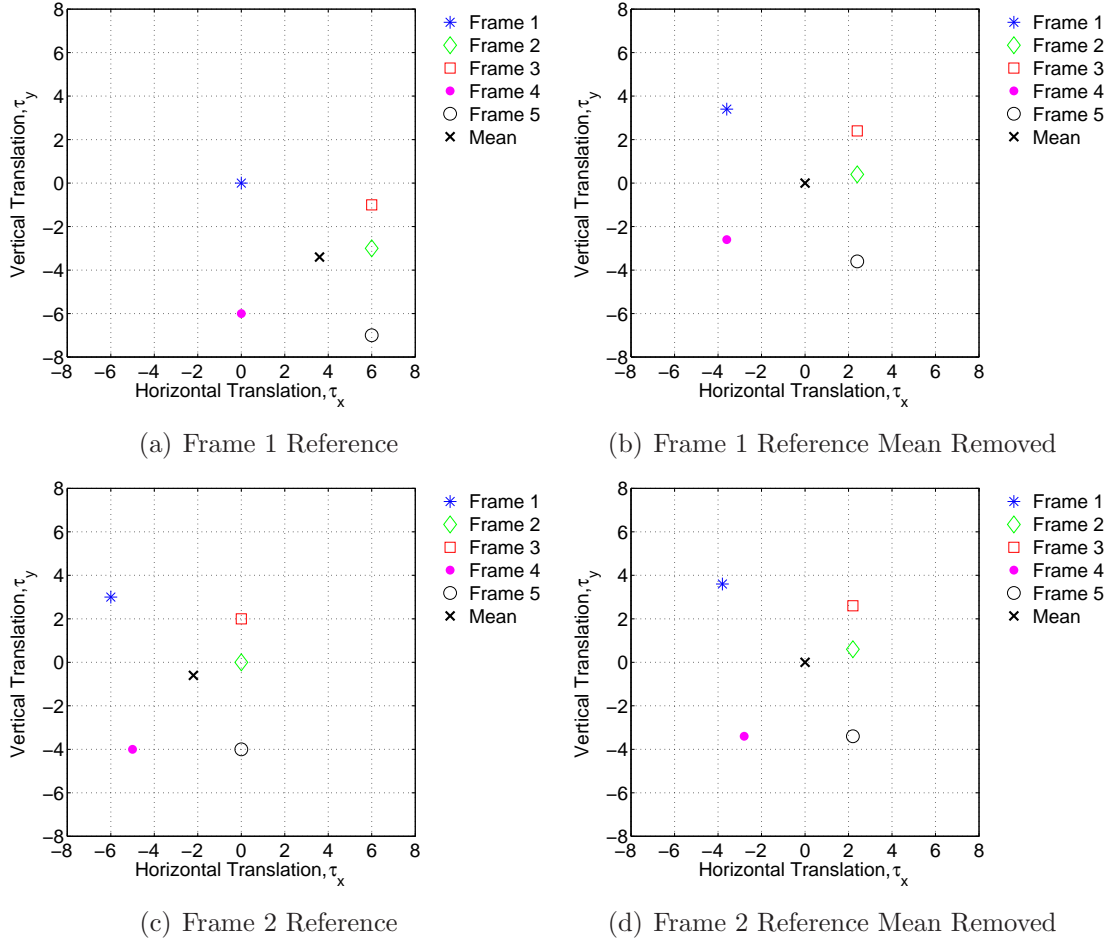 8
6
4
2
0
−2
−4
−6
−8
−8 −6 −4 −2 0 2 4 6 8
Vertical Translation, τy
Horizontal Translation, τx
Frame 1
Frame 2
Frame 3
Frame 4
Frame 5
Mean
(a) Frame 1 Reference
8
6
4
2
0
−2
−4
−6
−8
−8 −6 −4 −2 0 2 4 6 8
Vertical Translation, τy
Horizontal Translation, τx
Frame 1
Frame 2
Frame 3
Frame 4
Frame 5
Mean
(b) Frame 1 Reference Mean Removed
8
6
4
2
0
−2
−4
−6
−8
−8 −6 −4 −2 0 2 4 6 8
Vertical Translation, τy
Horizontal Translation, τx
Frame 1
Frame 2
Frame 3
Frame 4
Frame 5
Mean
(c) Frame 2 Reference
8
6
4
2
0
−2
−4
−6
−8
−8 −6 −4 −2 0 2 4 6 8
Vertical Translation, τy
Horizontal Translation, τx
Frame 1
Frame 2
Frame 3
Frame 4
Frame 5
Mean
(d) Frame 2 Reference Mean Removed